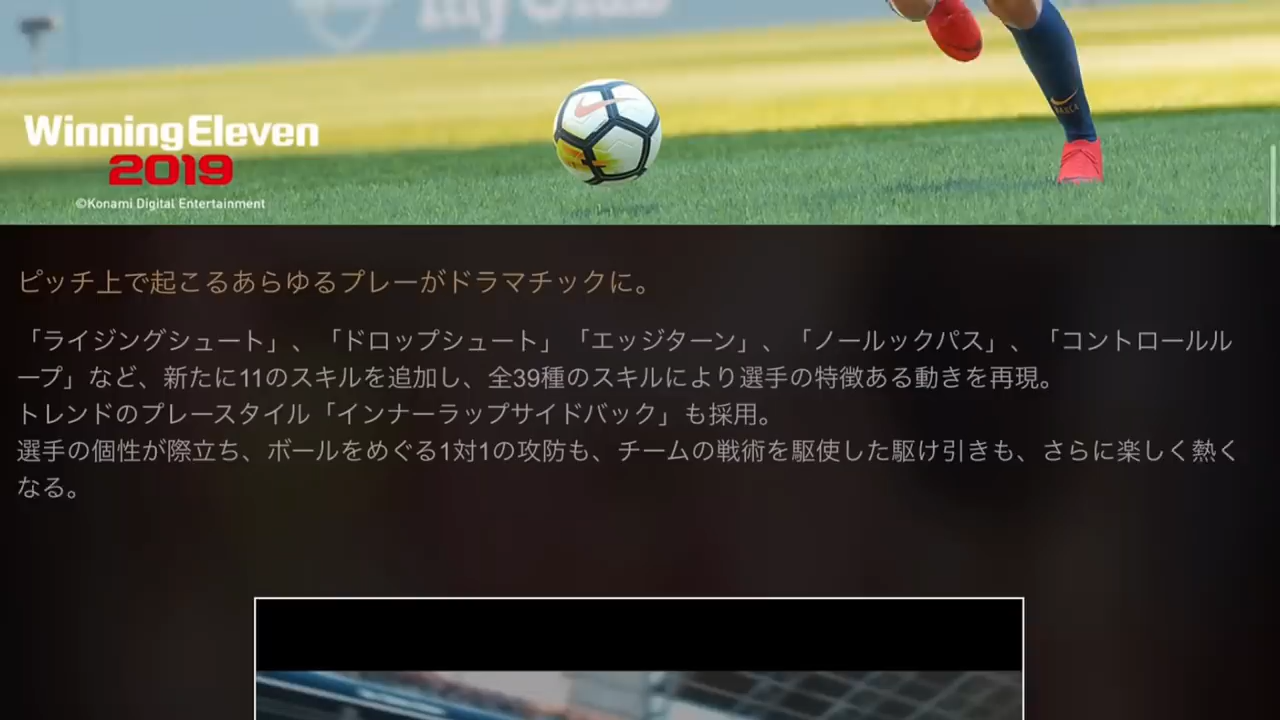 my Club
Winning Eleven
2019
©Konami Digital Entertainment
ピッチ上で起こるあらゆるプレーがドラマチックに。
「ライジングシュート」、「ドロップシュート」「エッジターン」、「ノールックパス」、「コントロールル
ープ」など、新たに11のスキルを追加し、全39種のスキルにより選手の特徴ある動きを再現。
トレンドのプレースタイル「インナーラップサイドバック」も採用。
選手の個性が際立ち、ボールをめぐる1対1の攻防も、チームの戦術を駆使した駆け引きも、さらに楽しく熱く
なる。